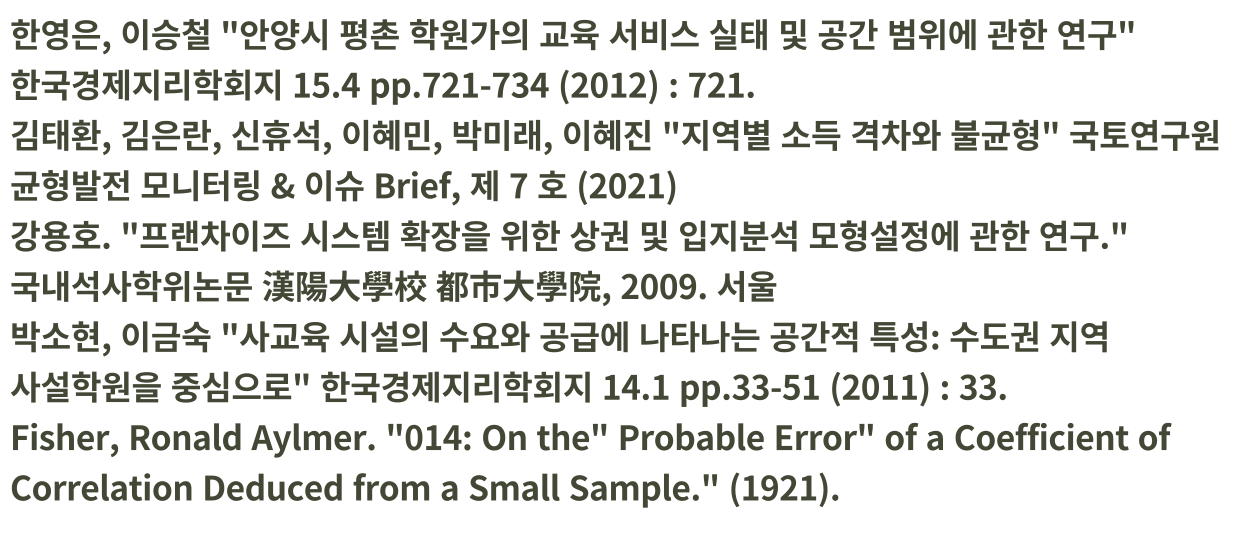 한영은, 이승철 "안양시 평촌 학원가의 교육 서비스 실태 및 공간 범위에 관한 연구"
한국경제지리학회지 15.4 pp.721-734 (2012) : 721.
김태환, 김은란, 신휴석, 이혜민, 박미래, 이혜진 "지역별 소득 격차와 불균형" 국토연구원
균형발전 모니터링 & 이슈 Brief, 제 7 호 (2021)
강용호. "프랜차이즈 시스템 확장을 위한 상권 및 입지분석 모형설정에 관한 연구."
국내석사학위논문 漢陽大學校 都市大學院, 2009. 서울
박소현, 이금숙 "사교육 시설의 수요와 공급에 나타나는 공간적 특성: 수도권 지역
사설학원을 중심으로" 한국경제지리학회지 14.1 pp.33-51 (2011) : 33.
Fisher, Ronald Aylmer. "014: On the" Probable Error" of a Coefficient of
Correlation Deduced from a Small Sample." (1921).